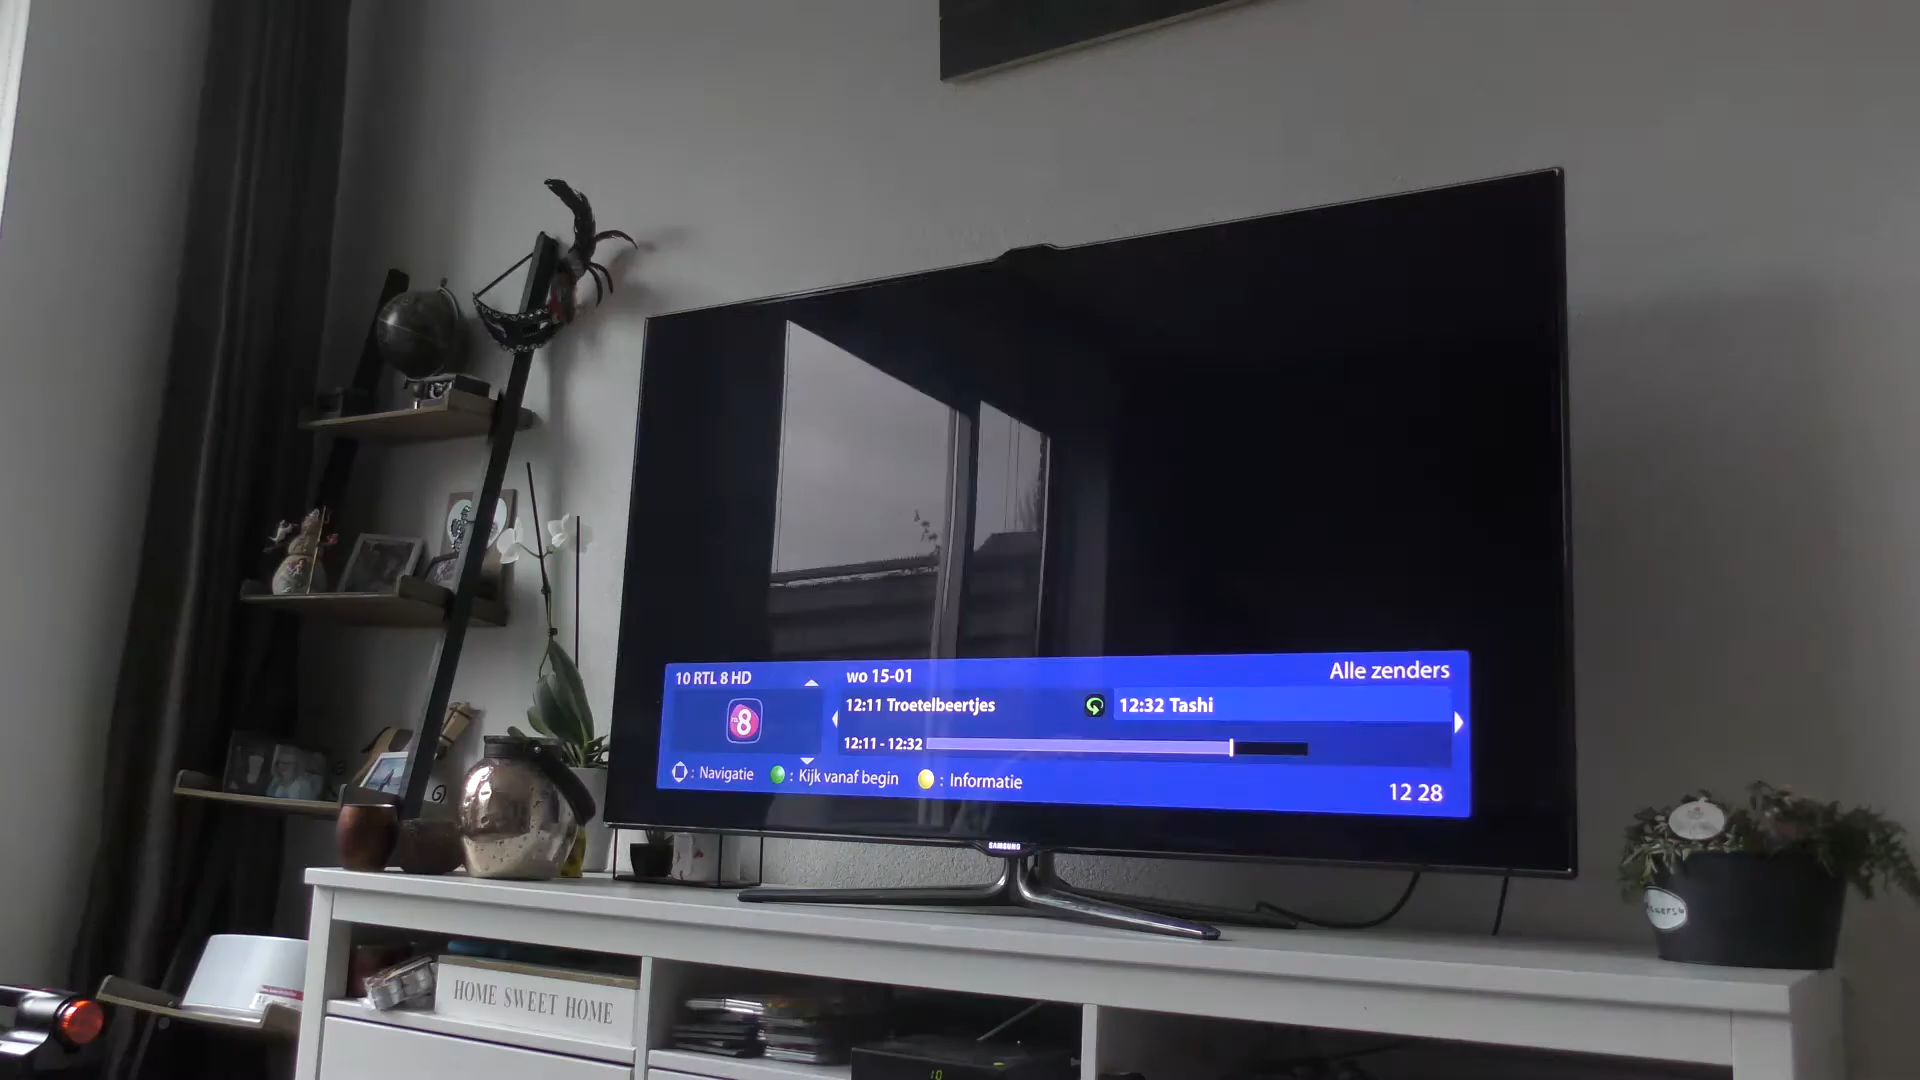 10 RTL 8 HD
wo 15-01
Alle zenders
8
12:11 Troetelbeertjes
12:32 Tashi
12:11 - 12:32
: Navigatie
: Kijk vanaf begin
: Informatie
12 28
SAMSUNG
HOME SWEET HOME
10